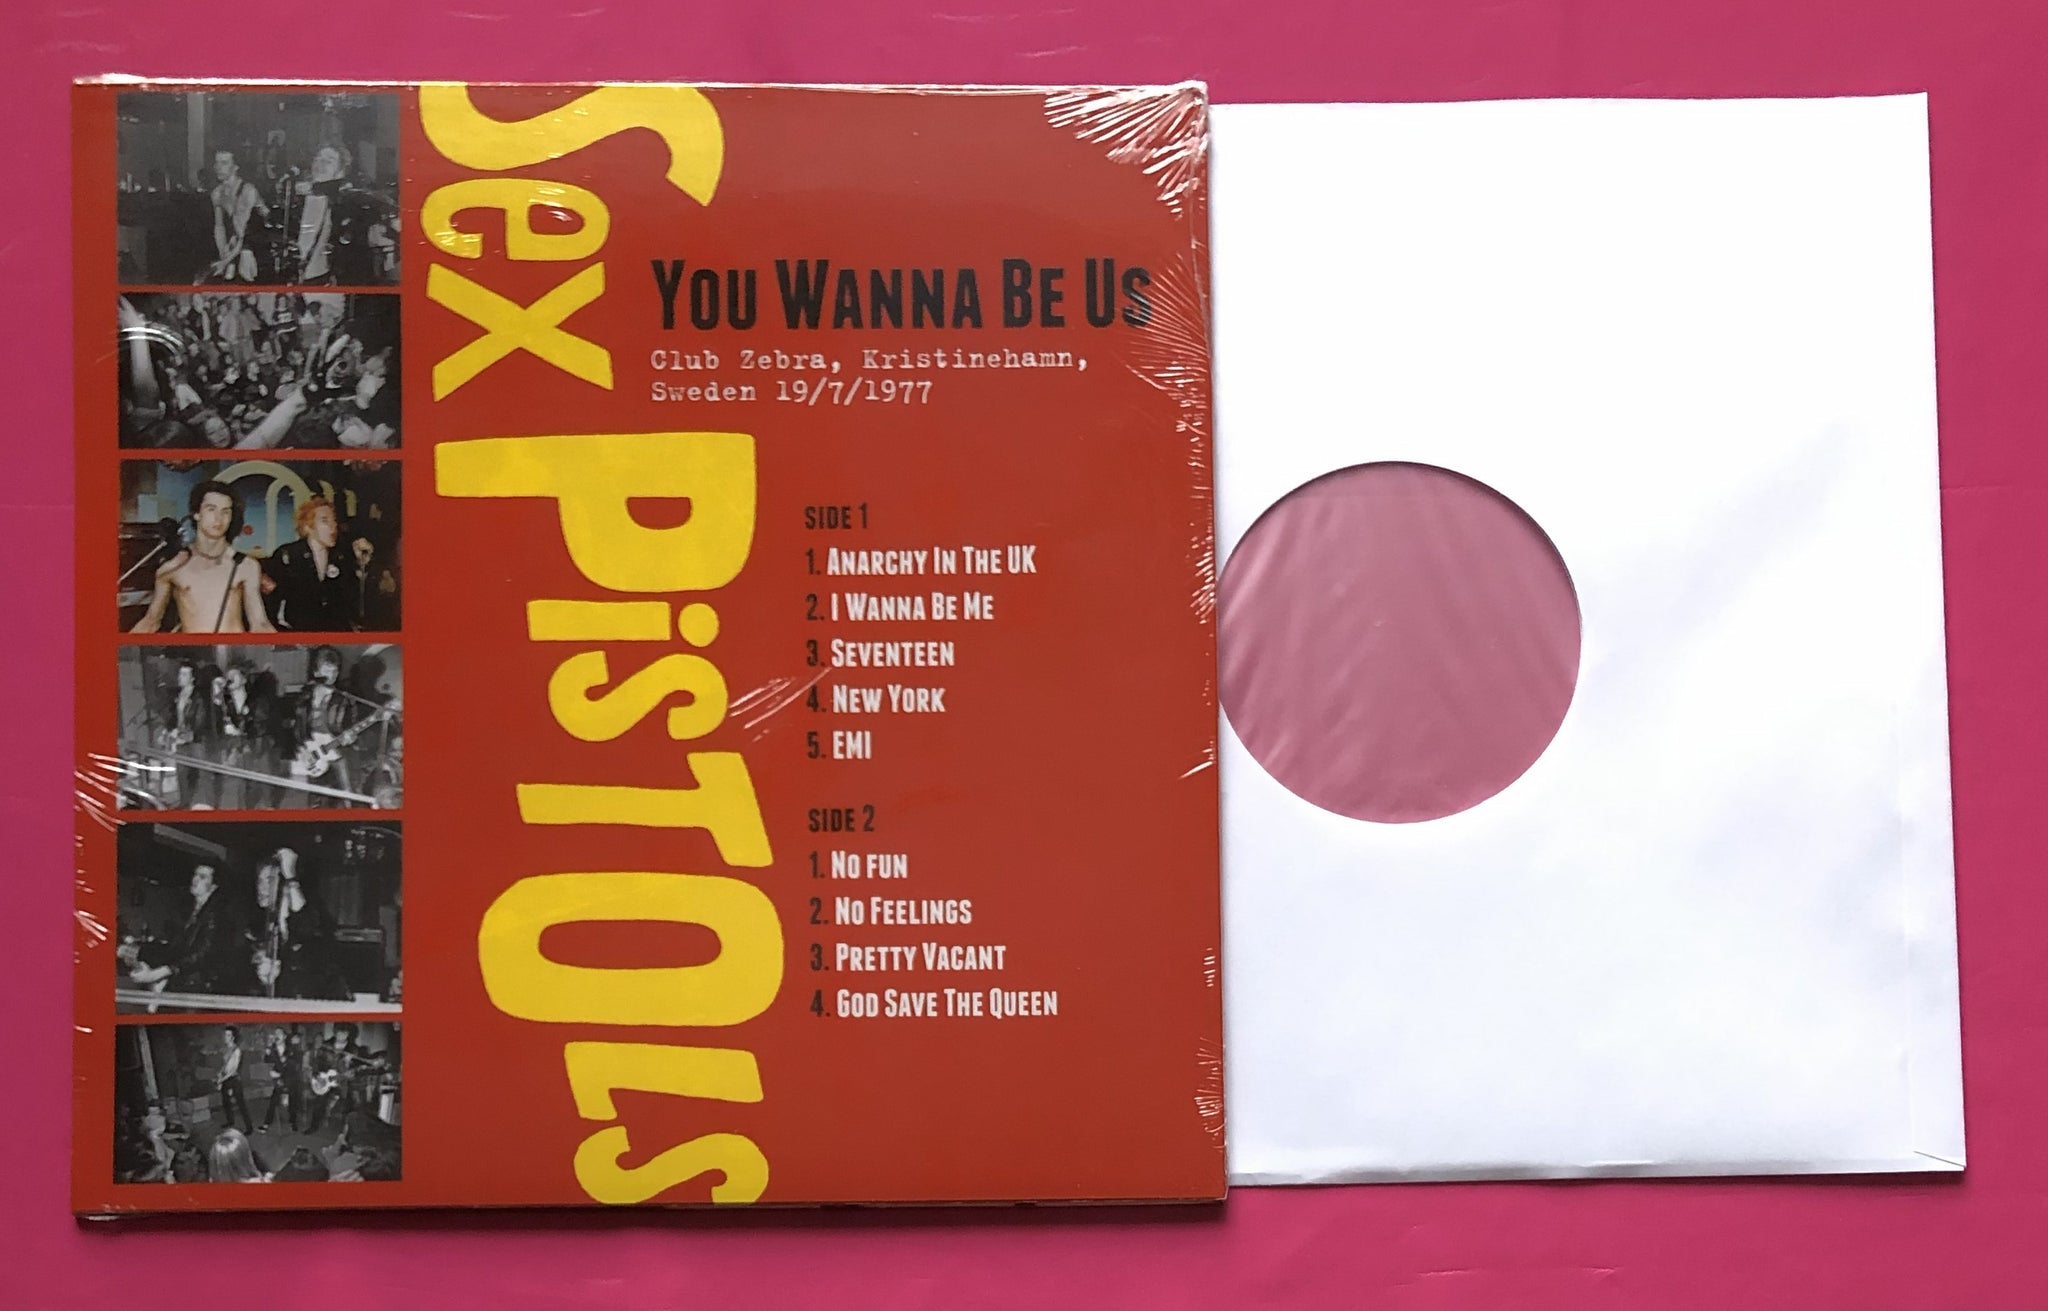 Sex PisTOLs
YOU WANNA BE US
Club Zebra, Kristinehamn,
Sweden 19/7/1977
SIDE 1
1. ANARCHY IN THE UK
2. I WANNA BE ME
3. SEVENTEEN
4. NEW YORK
5. EMI
SIDE 2
1. NO FUN
2. NO FEELINGS
3. PRETTY VACANT
4. GOD SAVE THE QUEEN